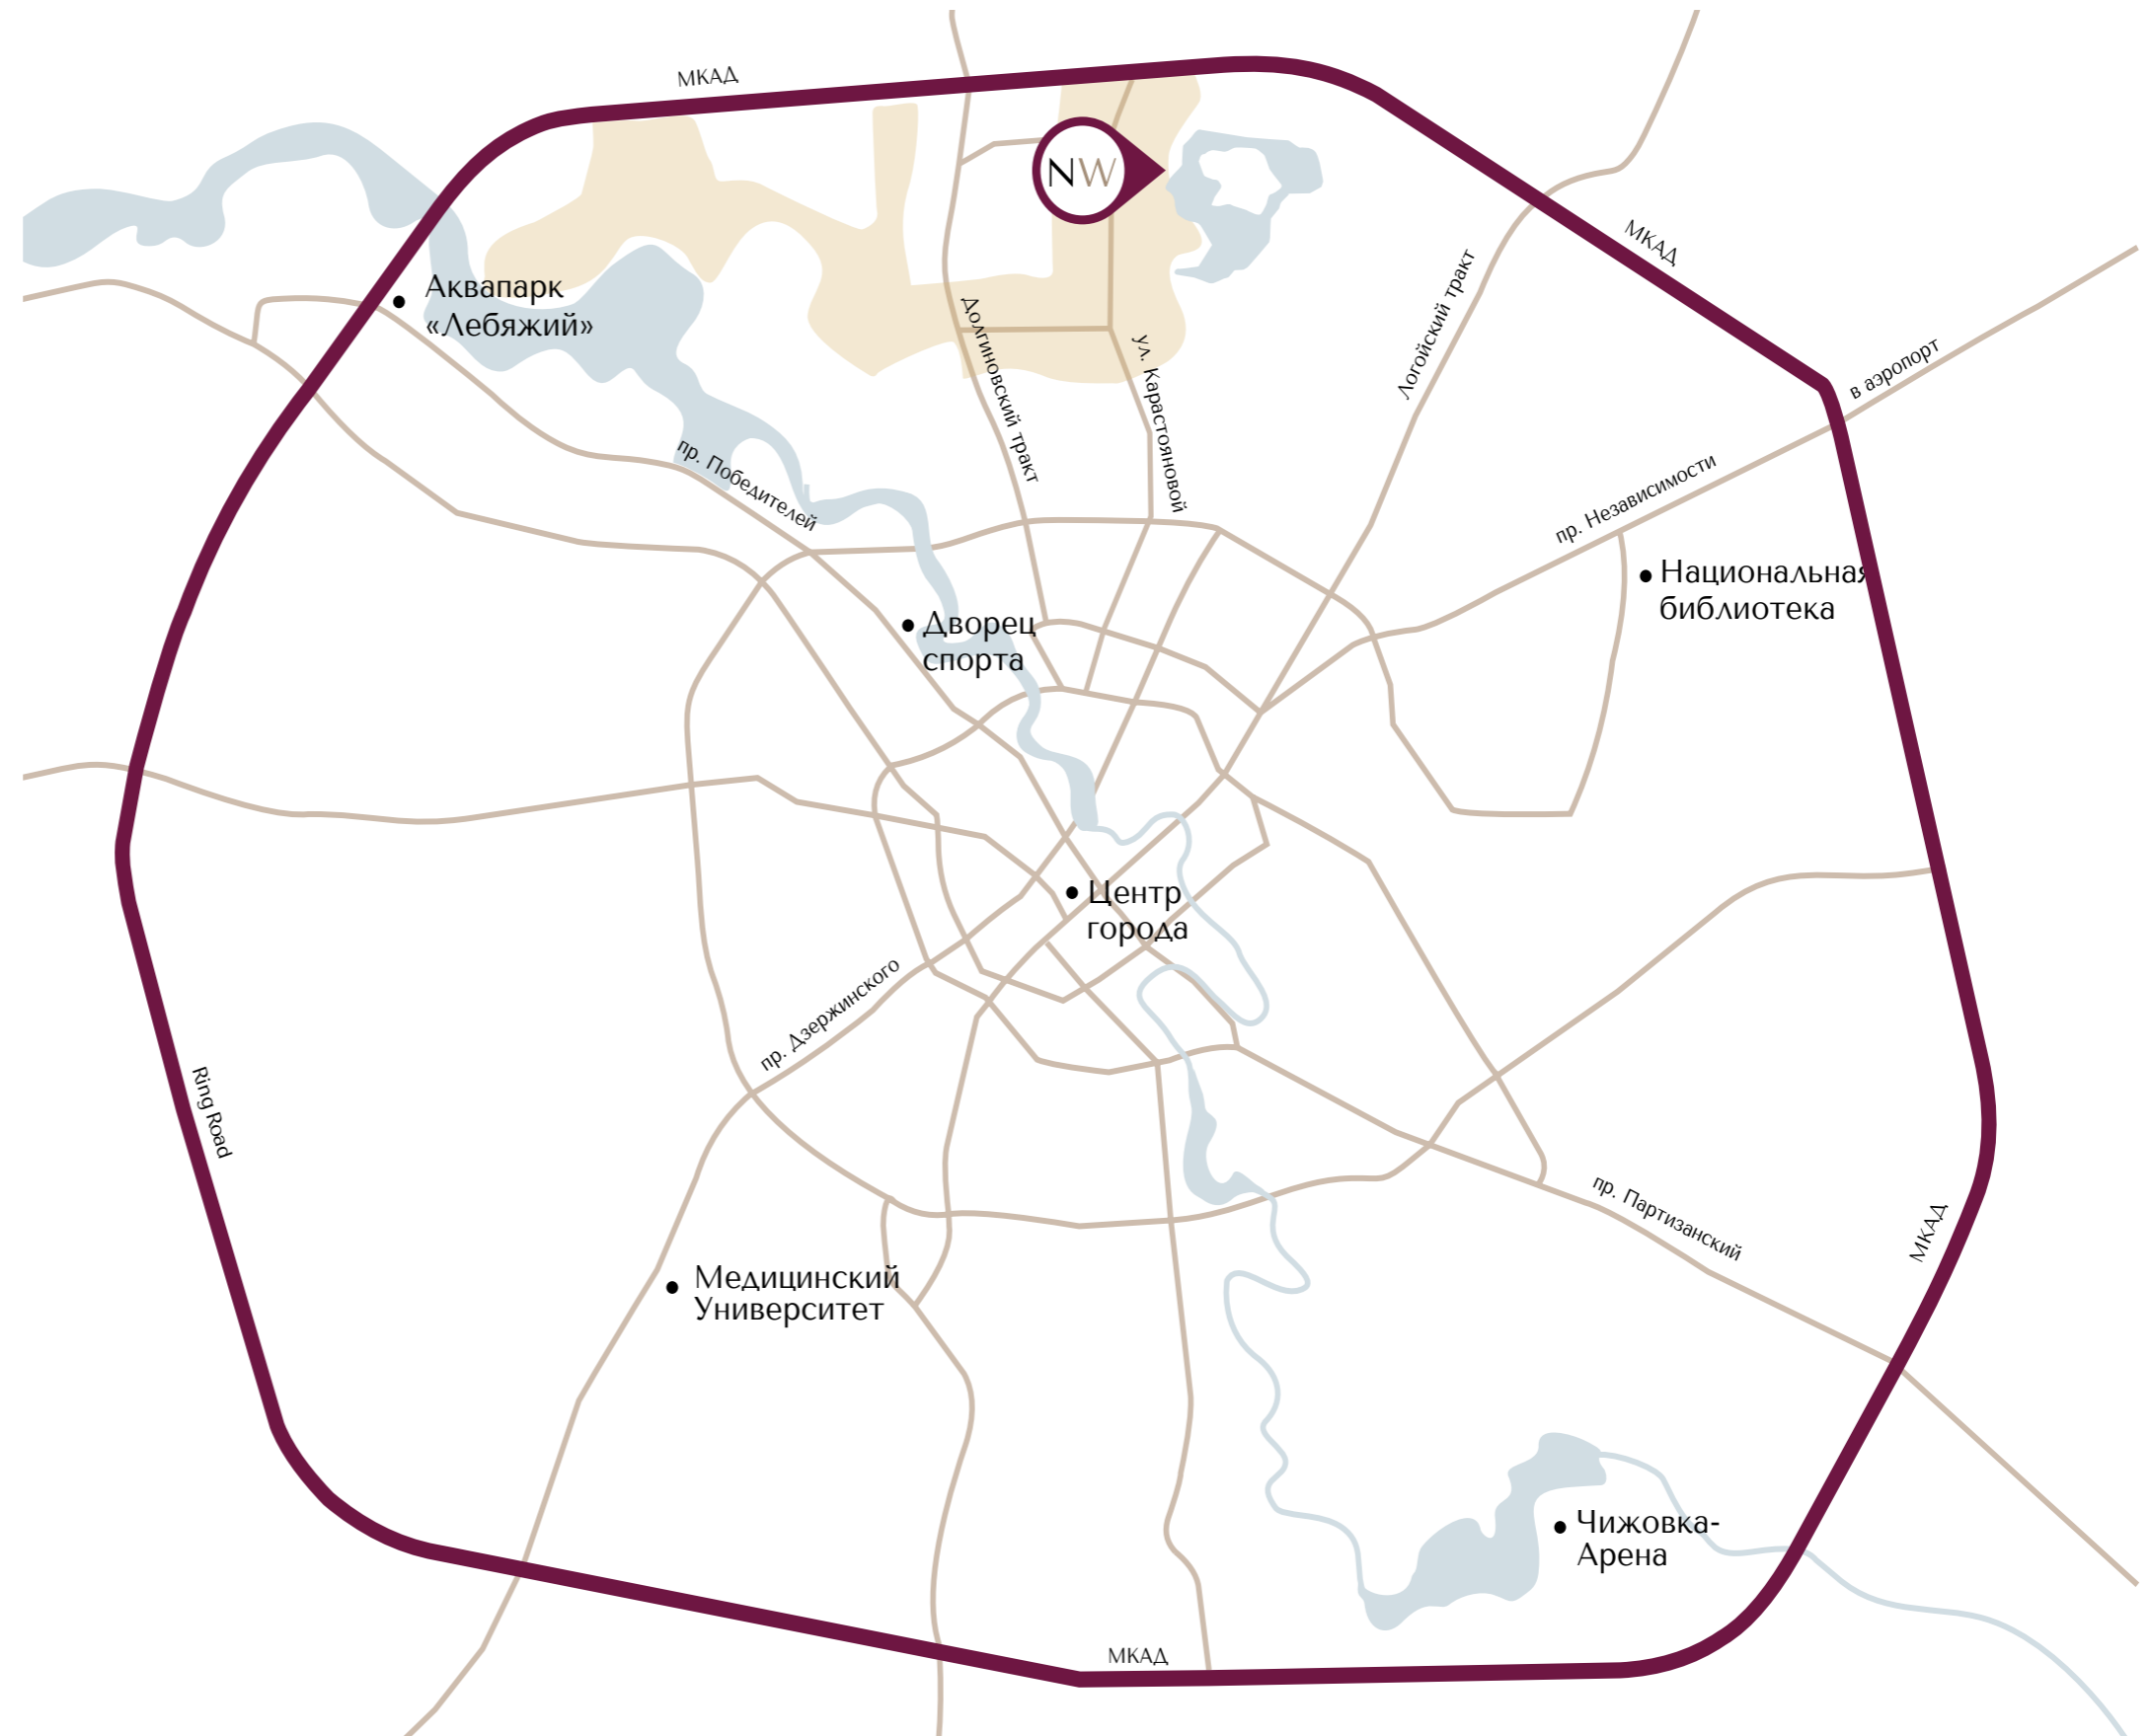 МКАД
NW
МКАД
Аквапарк
«Лебяжий»
Долгиновский тракт
ул. Карастояновой
Логойский тракт
в аэропорт
пр. Победителей
пр. Независимости
Национальная
библиотека
Дворец
спорта
Центр
города
пр. Дзержинского
Ring Road
пр. Партизанский
МКАД
Медицинский
Университет
Чижовка-
Арена
МКАД